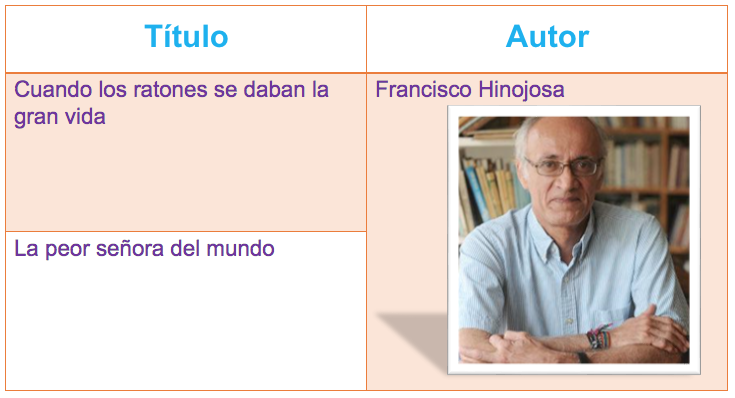 Título
Autor
Cuando los ratones se daban la
gran vida
Francisco Hinojosa
La peor señora del mundo